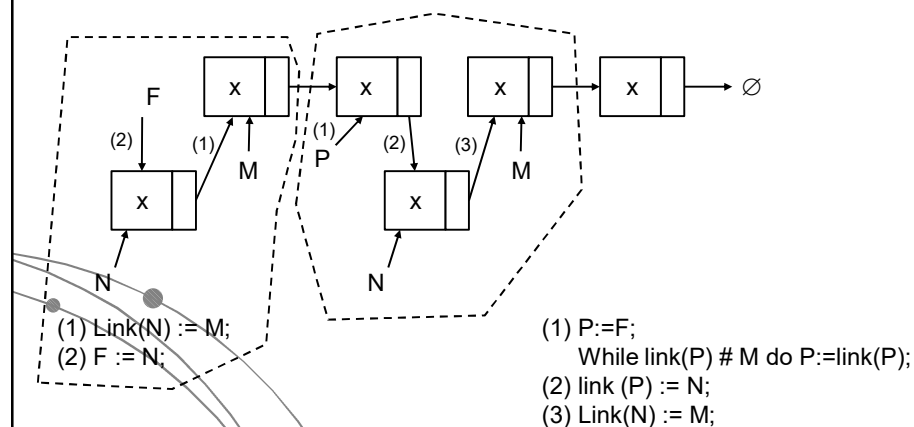 x x x x ∅
F
(2) (1) M (1) P (2) (3) M
x x
N N
(1) Link(N) := M;
(2) F := N;
(1) P:=F;
While link(P) # M do P:=link(P);
(2) link (P) := N;
(3) Link(N) := M;